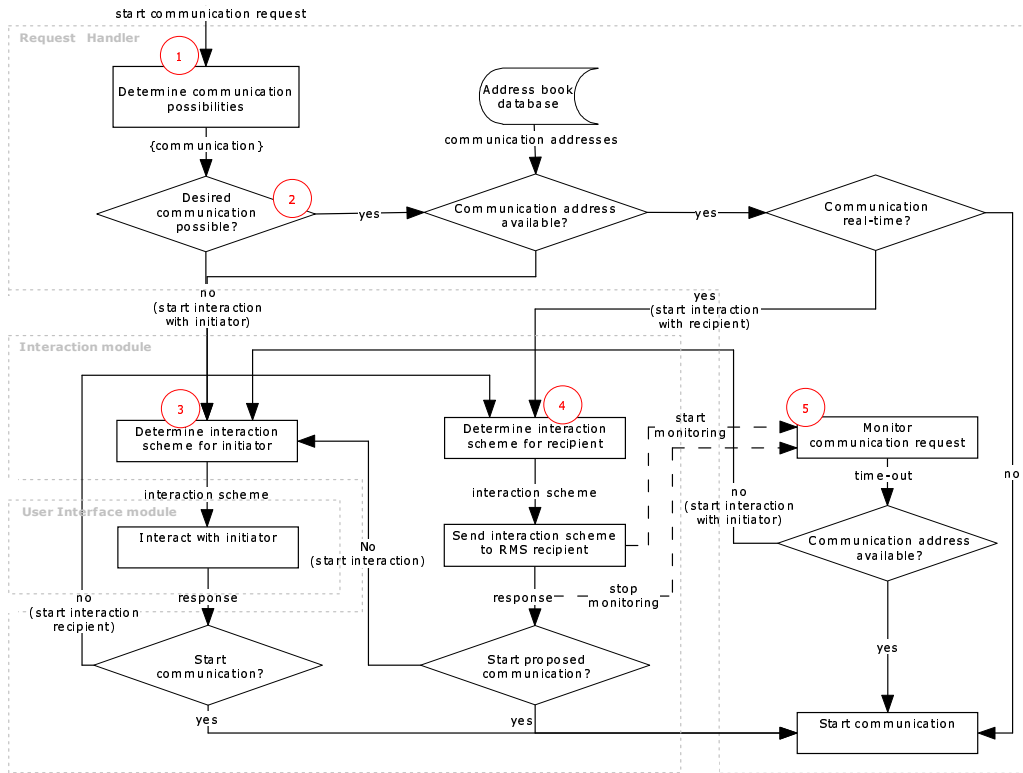 start communication request
Request Handler
1
Determine communication
possibilities
Address book
database
{communication}
communication addresses
2
Desired
communication
possible?
yes
Communication address
available?
yes
Communication
real-time?
no
(start interaction
with initiator)
yes
(start interaction
with recipient)
Interaction module
3
Determine interaction
scheme for initiator
4
Determine interaction
scheme for recipient
start
monitoring
5
Monitor
communication request
time-out
no
interaction scheme
interaction scheme
no
(start interaction
with initiator)
User Interface module
Interact with initiator
Send interaction scheme
to RMS recipient
No
(start interaction)
Communication address
available?
no
(start interaction
recipient)
response
response
stop
monitoring
yes
Start
communication?
Start proposed
communication?
yes
yes
Start communication